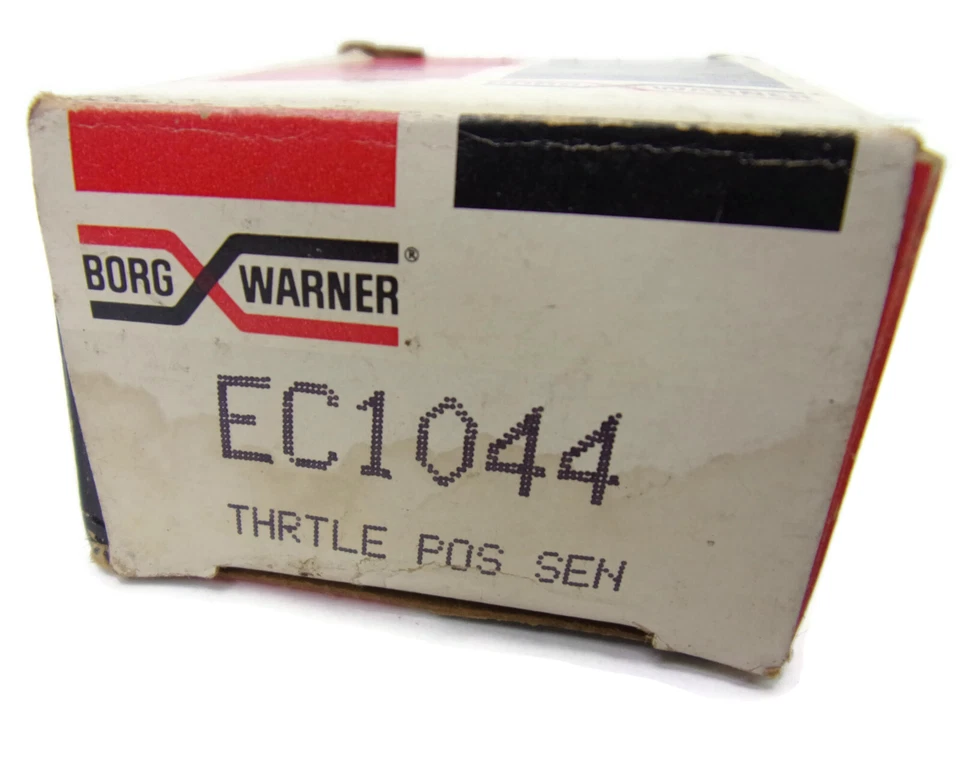 BORG WARNER®
EC1044
THRTLE POS SEN